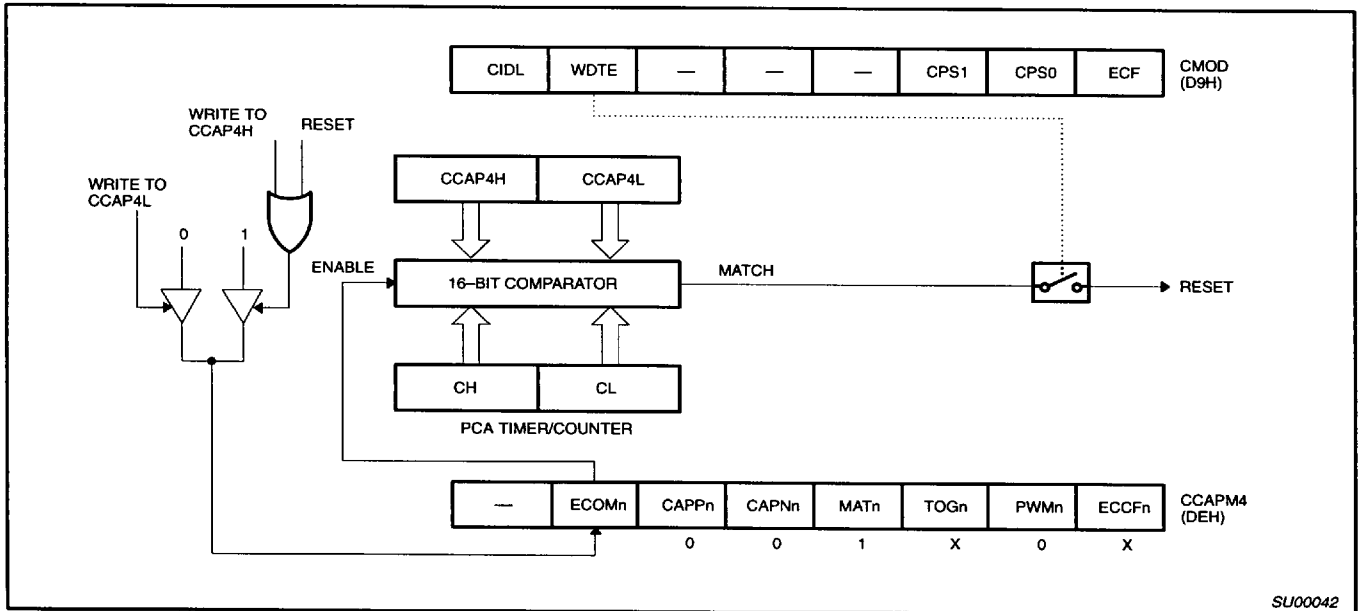 CIDL WDTE — — — CPS1 CPS0 ECF
CMOD
(D9H)
WRITE TO
CCAP4H
RESET
WRITE TO
CCAP4L
0 1
CCAP4H CCAP4L
ENABLE
16–BIT COMPARATOR
MATCH
RESET
CH CL
PCA TIMER/COUNTER
— ECOMn CAPPn CAPNn MATn TOGn PWMn ECCFn
CCAPM4
(DEH)
0 0 1 X 0 X
SU00042